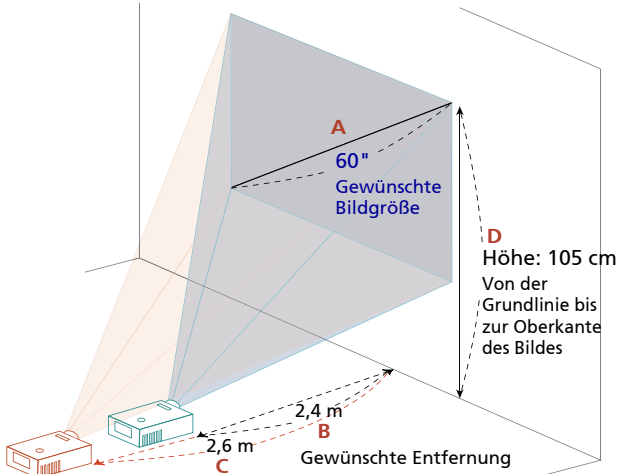 A
60"
Gewünschte
Bildgröße
D
Höhe: 105 cm
Von der
Grundlinie bis
zur Oberkante
des Bildes
2,4 m
B
2,6 m
C
Gewünschte Entfernung